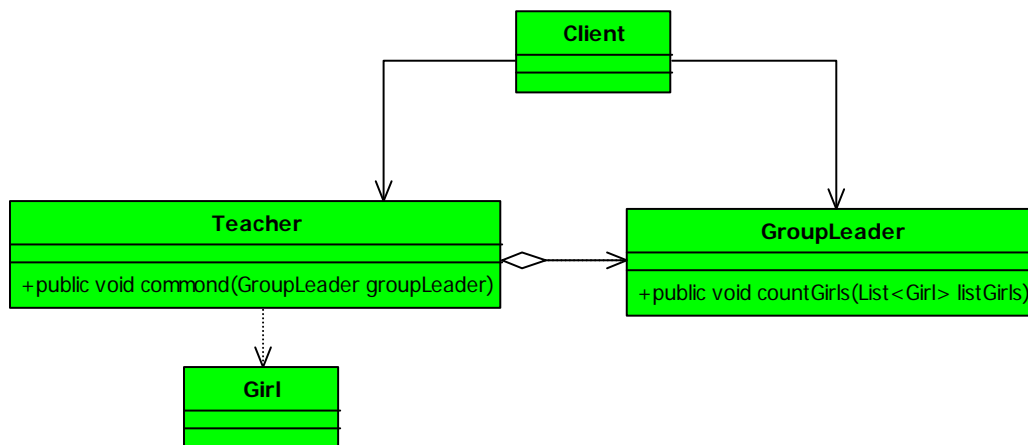 Client
Teacher
+public void commond(GroupLeader groupLeader)
GroupLeader
+public void countGirls(List<Girl> listGirls)
Girl